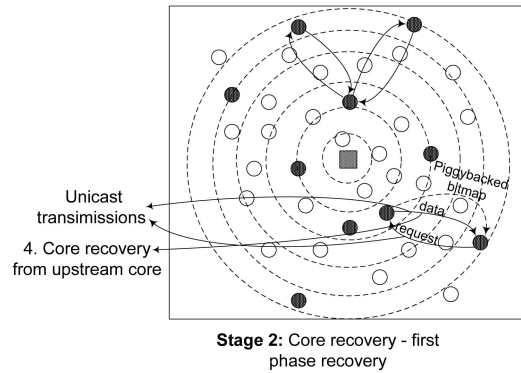 Piggybacked
bitmap
data
request
Unicast
transimissions
4. Core recovery
from upstream core
Stage 2: Core recovery - first
phase recovery